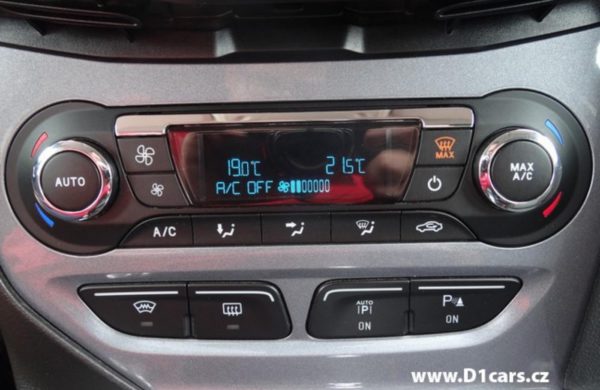 MAX
19.0°C 21.5°C
A/C OFF
AUTO
MAX
A/C
A/C
AUTO
P
ON
P
ON
www.D1cars.cz